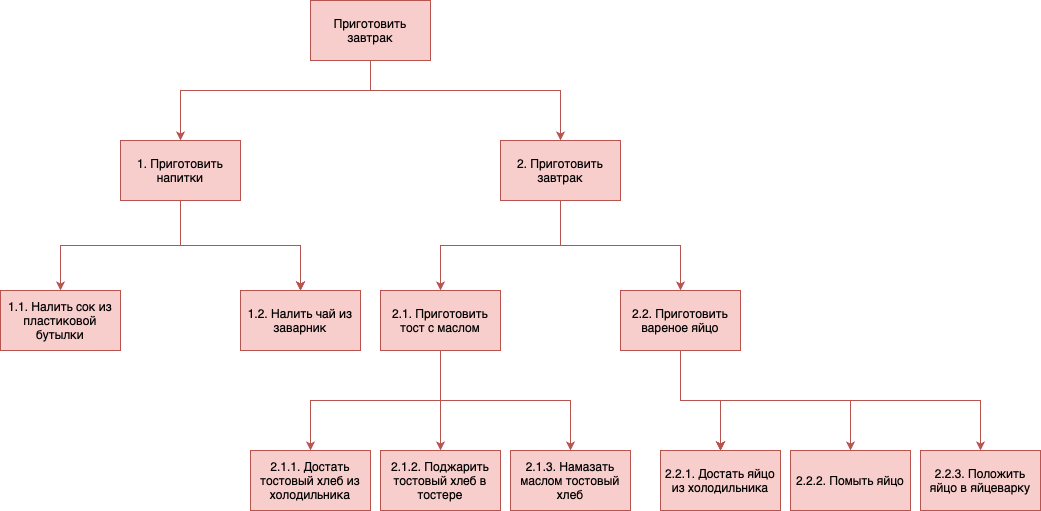 Приготовить
завтрак
1. Приготовить
напитки
2. Приготовить
завтрак
1.1. Налить сок из
пластиковой
бутылки
1.2. Налить чай из
заварник
2.1. Приготовить
тост с маслом
2.2. Приготовить
вареное яйцо
2.1.1. Достать
тостовый хлеб из
холодильника
2.1.2. Поджарить
тостовый хлеб в
тостере
2.1.3. Намазать
маслом тостовый
хлеб
2.2.1. Достать яйцо
из холодильника
2.2.2. Помыть яйцо
2.2.3. Положить
яйцо в яйцеварку